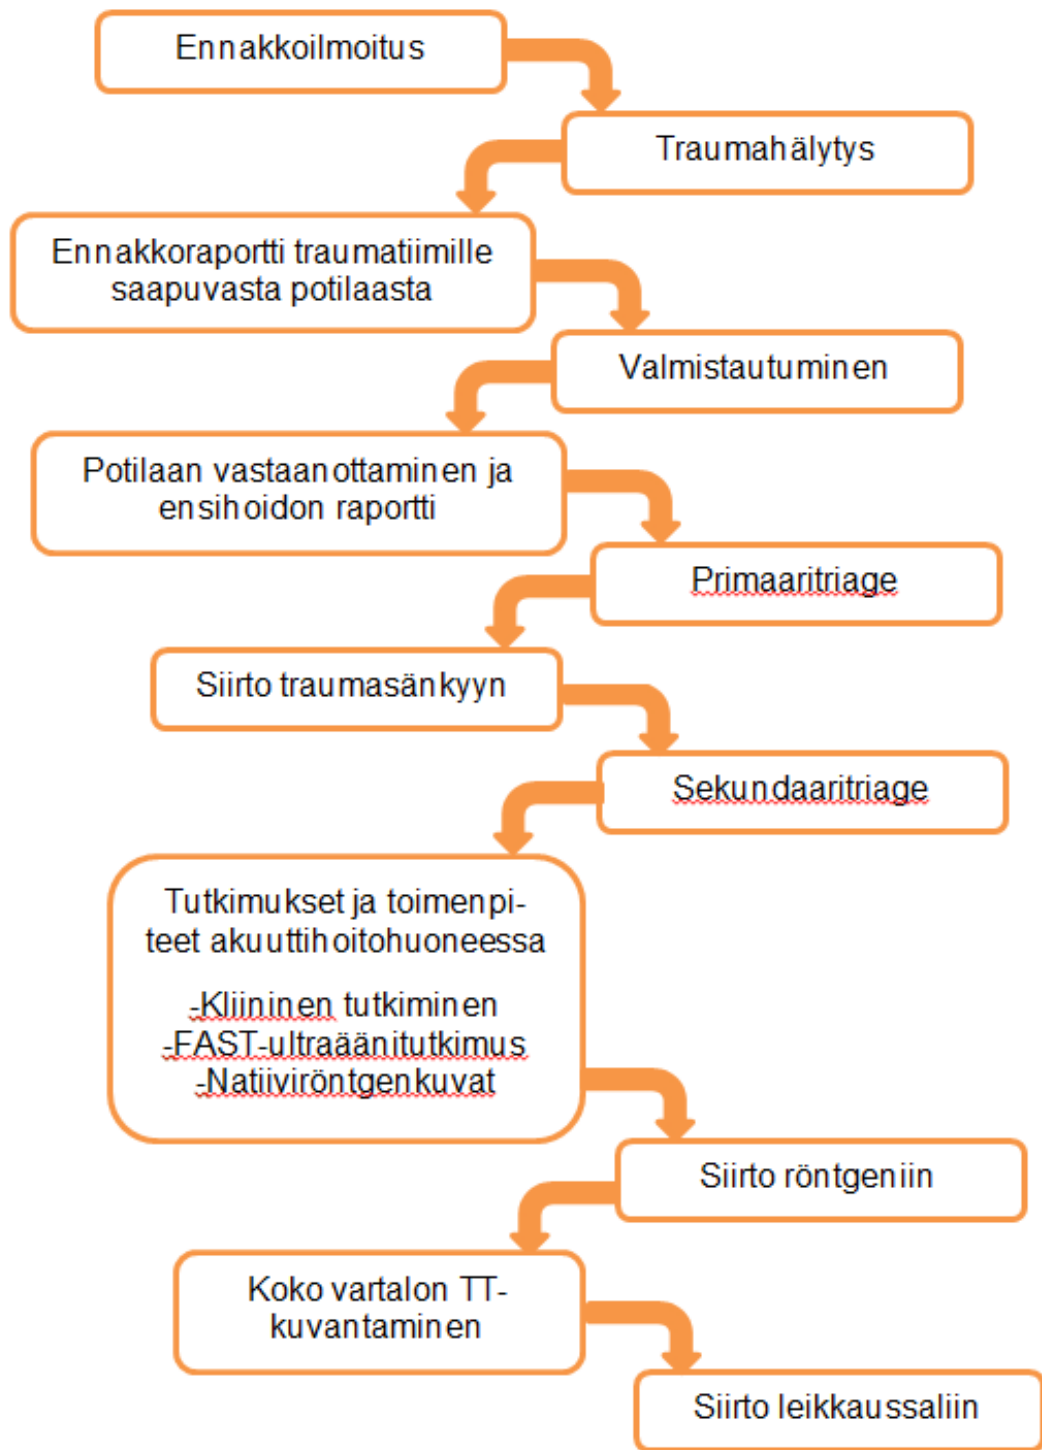 Ennakkoilmoitus
Traumahälytys
Ennakkoraportti traumatiimille
saapuvasta potilaasta
Valmistautuminen
Potilaan vastaanottaminen ja
ensihoidon raportti
Primaaritriage
Siirto traumasänkyyn
Sekundaaritriage
Tutkimukset ja toimenpi-
teet akuuttihoitohuoneessa
-Kliininen tutkiminen
-FAST-ultraäänitutkimus
-Natiiviröntgenkuvat
Siirto röntgeniin
Koko vartalon TT-
kuvantaminen
Siirto leikkaussaliin